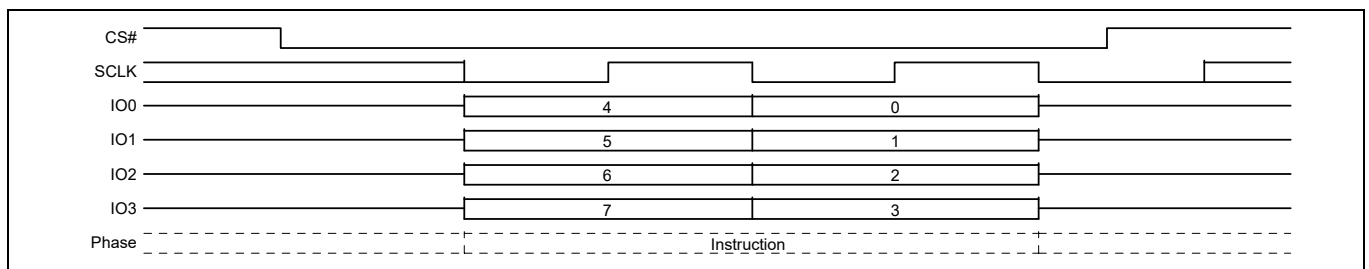 CS#
SCLK
IO0 4 0
IO1 5 1
IO2 6 2
IO3 7 3
Phase Instruction